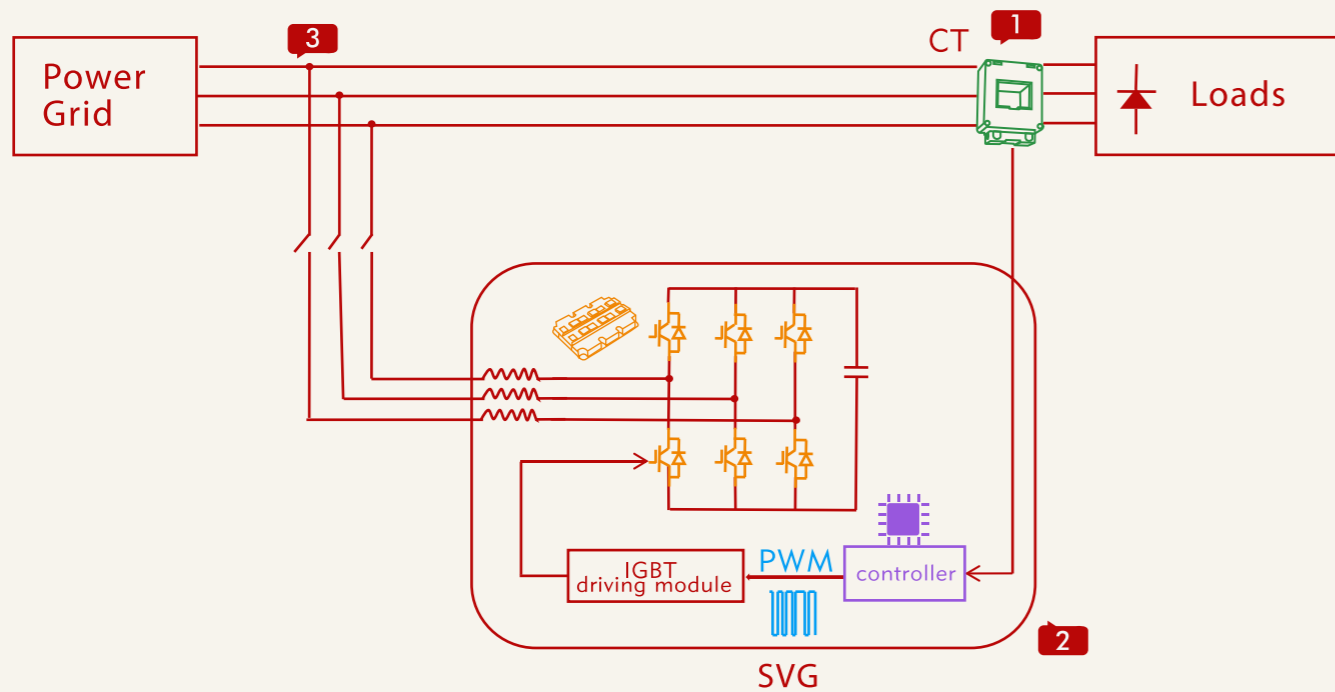 3
1
CT
Power
Grid
Loads
PWM
IGBT
driving module
controller
2
SVG